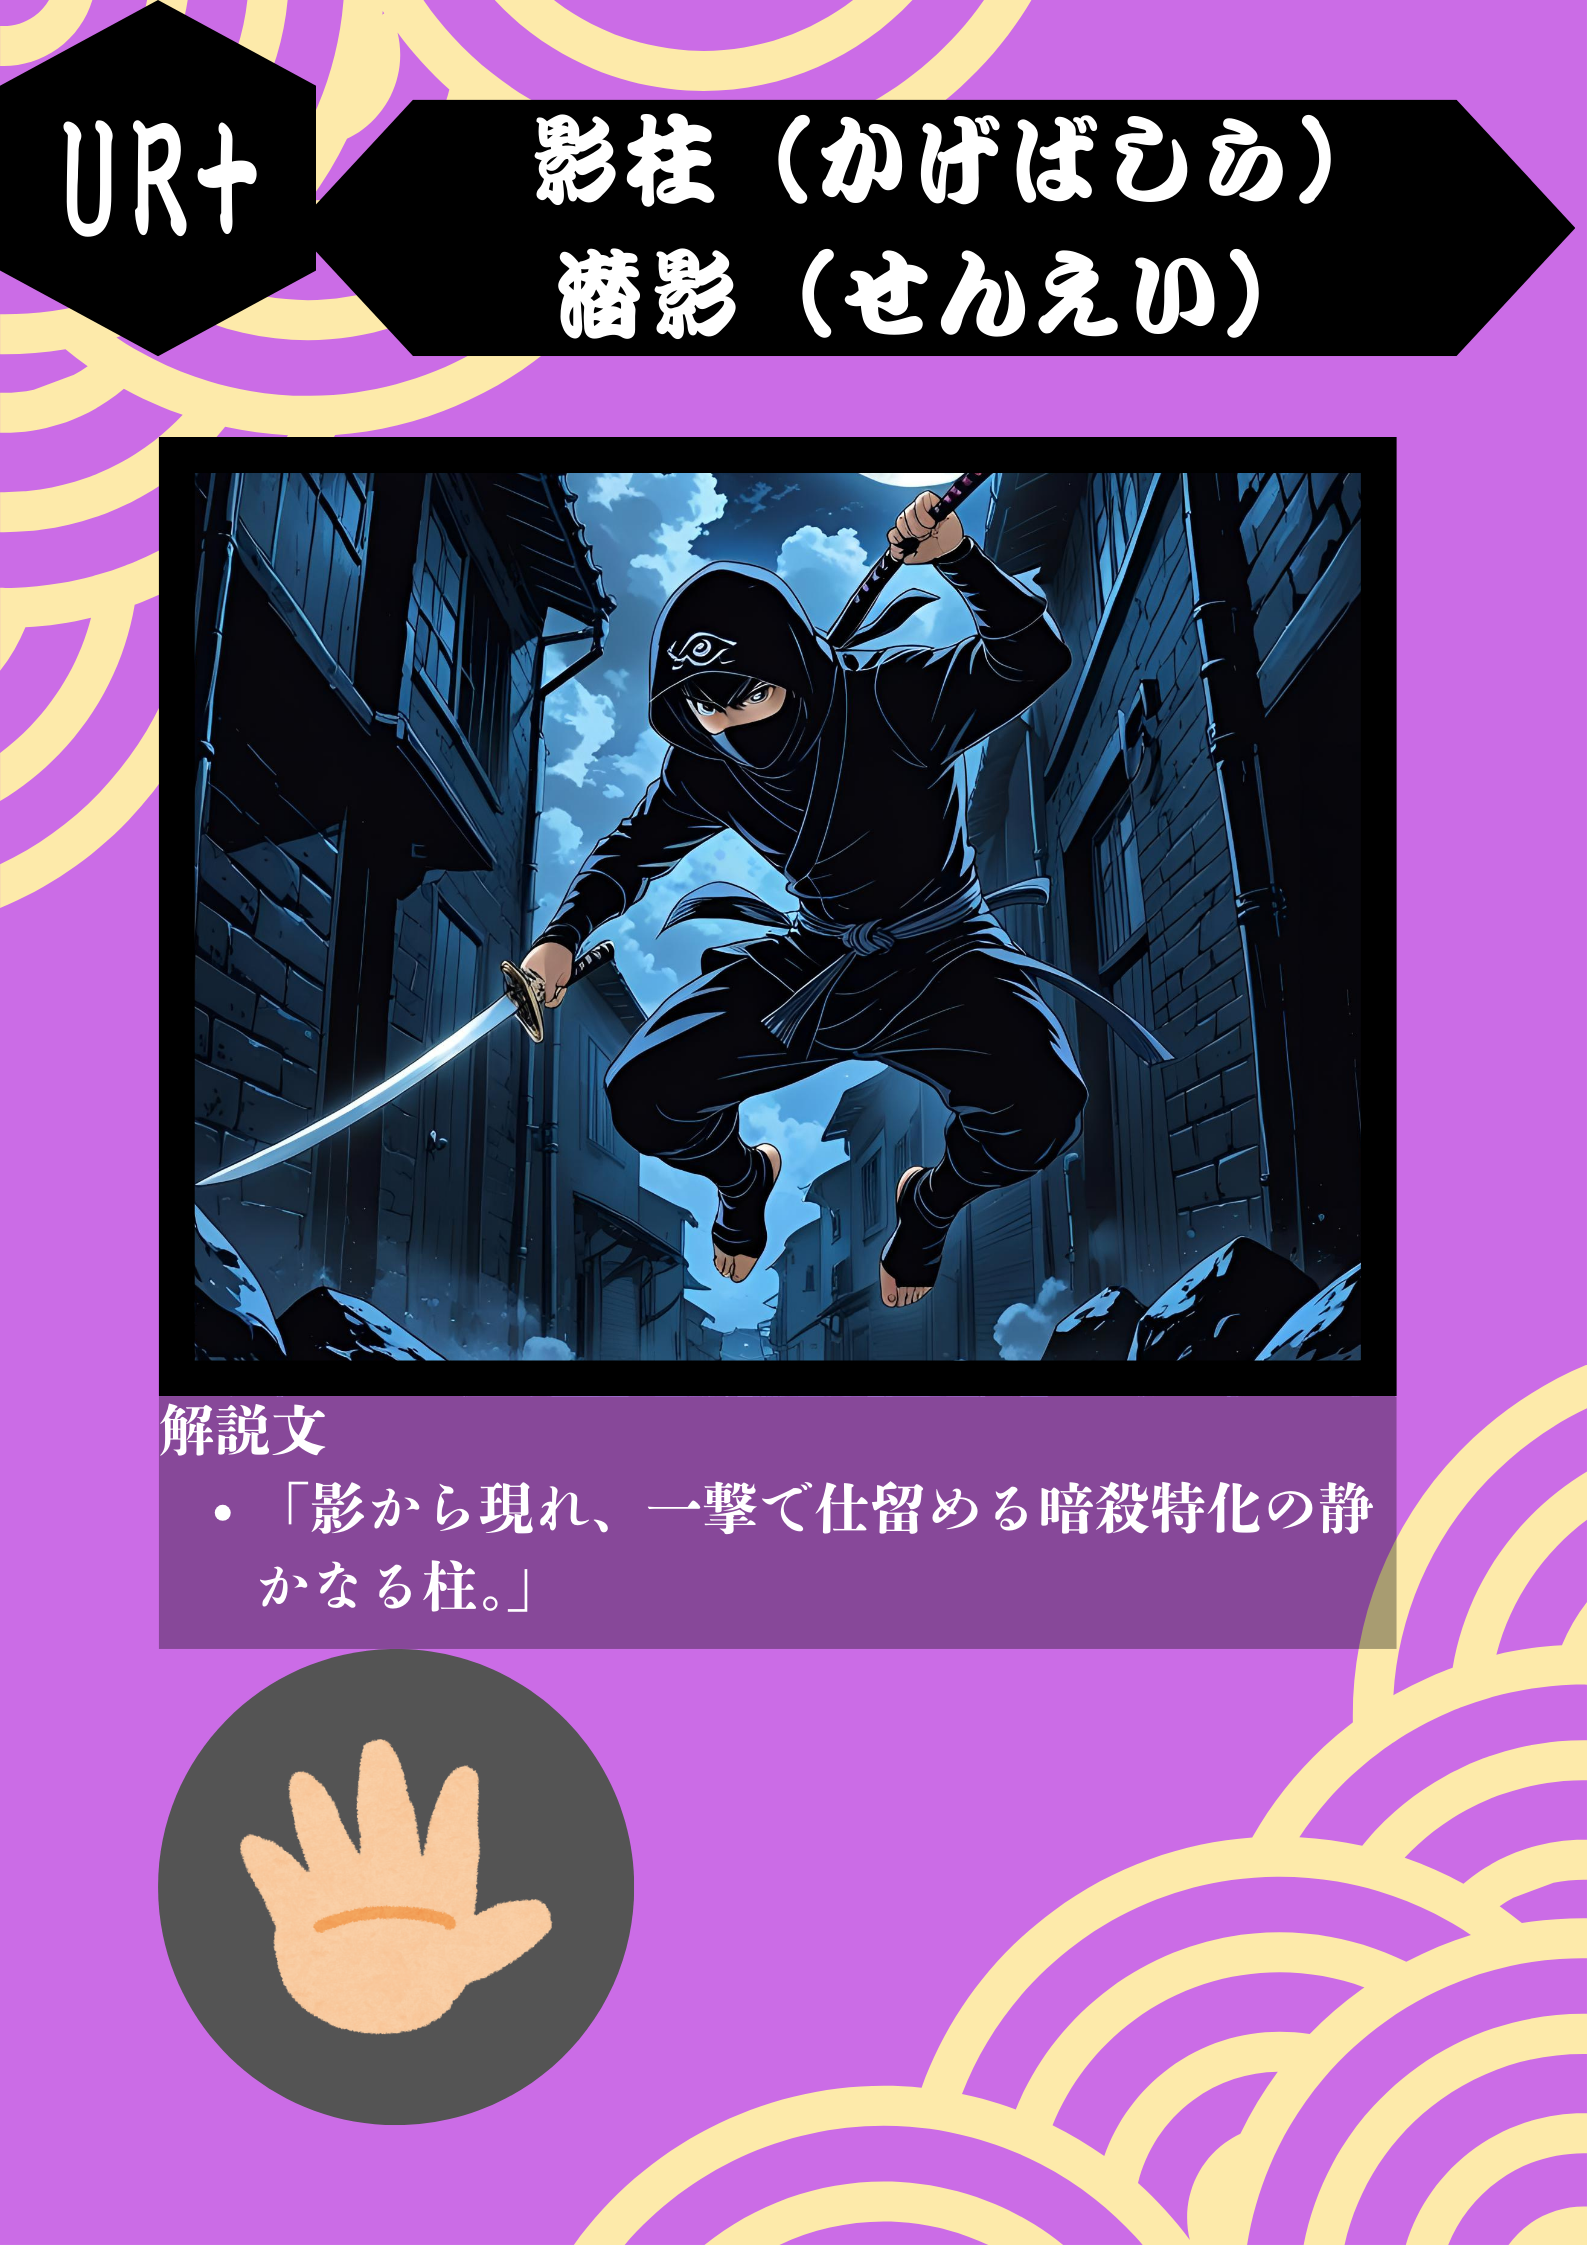 UR+
影柱（かげばしら）
潜影（せんえい）
解説文
• 「影から現れ、一撃で仕留める暗殺特化の静
かなる柱。」